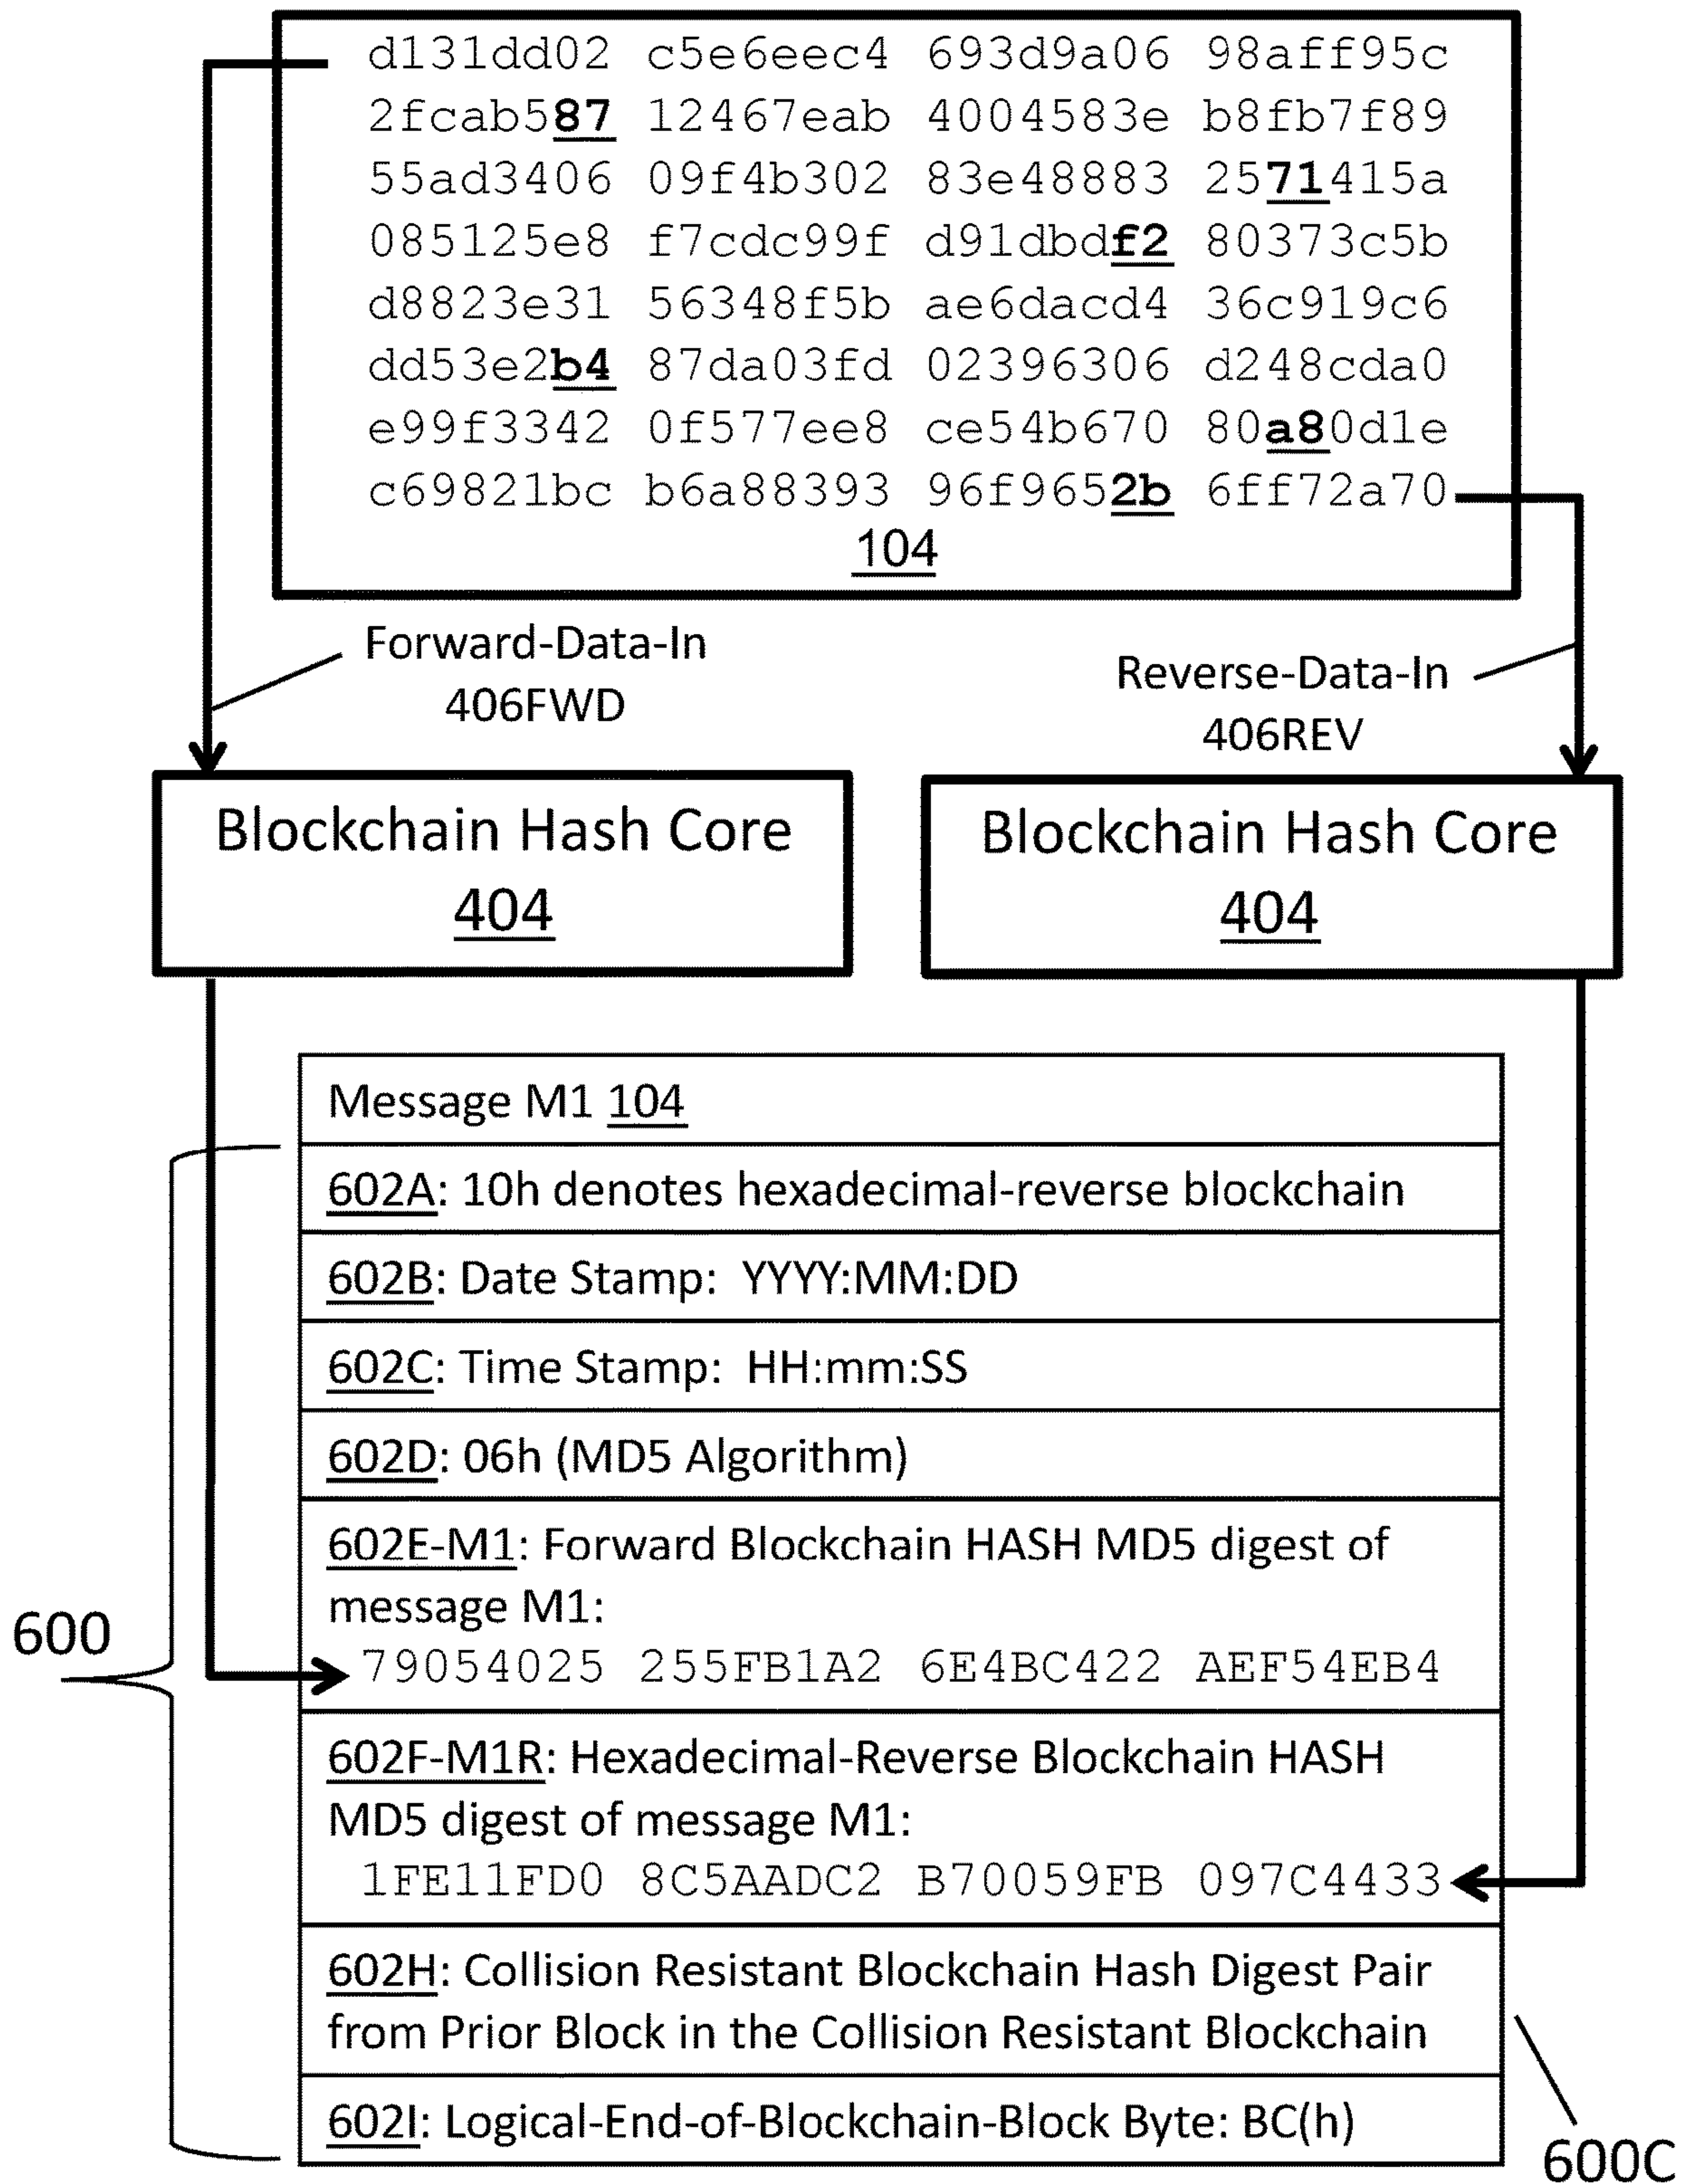 d131dd02 c5e6eec4 693d9a06 98aff95c
2fcab587 12467eab 4004583e b8fb7f89
55ad3406 09f4b302 83e48883 2571415a
085125e8 f7cdc99f d91dbdf2 80373c5b
d8823e31 56348f5b ae6dacd4 36c919c6
dd53e2b4 87da03fd 02396306 d248cda0
e99f3342 0f577ee8 ce54b670 80a80d1e
c69821bc b6a88393 96f9652b 6ff72a70
104
Forward-Data-In
406FWD
Reverse-Data-In
406REV
Blockchain Hash Core
404
Blockchain Hash Core
404
Message M1 104
602A: 10h denotes hexadecimal-reverse blockchain
602B: Date Stamp: YYYY:MM:DD
602C: Time Stamp: HH:mm:SS
602D: 06h (MD5 Algorithm)
602E-M1: Forward Blockchain HASH MD5 digest of
message M1:
79054025 255FB1A2 6E4BC422 AEF54EB4
600
602F-M1R: Hexadecimal-Reverse Blockchain HASH
MD5 digest of message M1:
1FE11FD0 8C5AADC2 B70059FB 097C4433
602H: Collision Resistant Blockchain Hash Digest Pair
from Prior Block in the Collision Resistant Blockchain
602I: Logical-End-of-Blockchain-Block Byte: BC(h)
600C